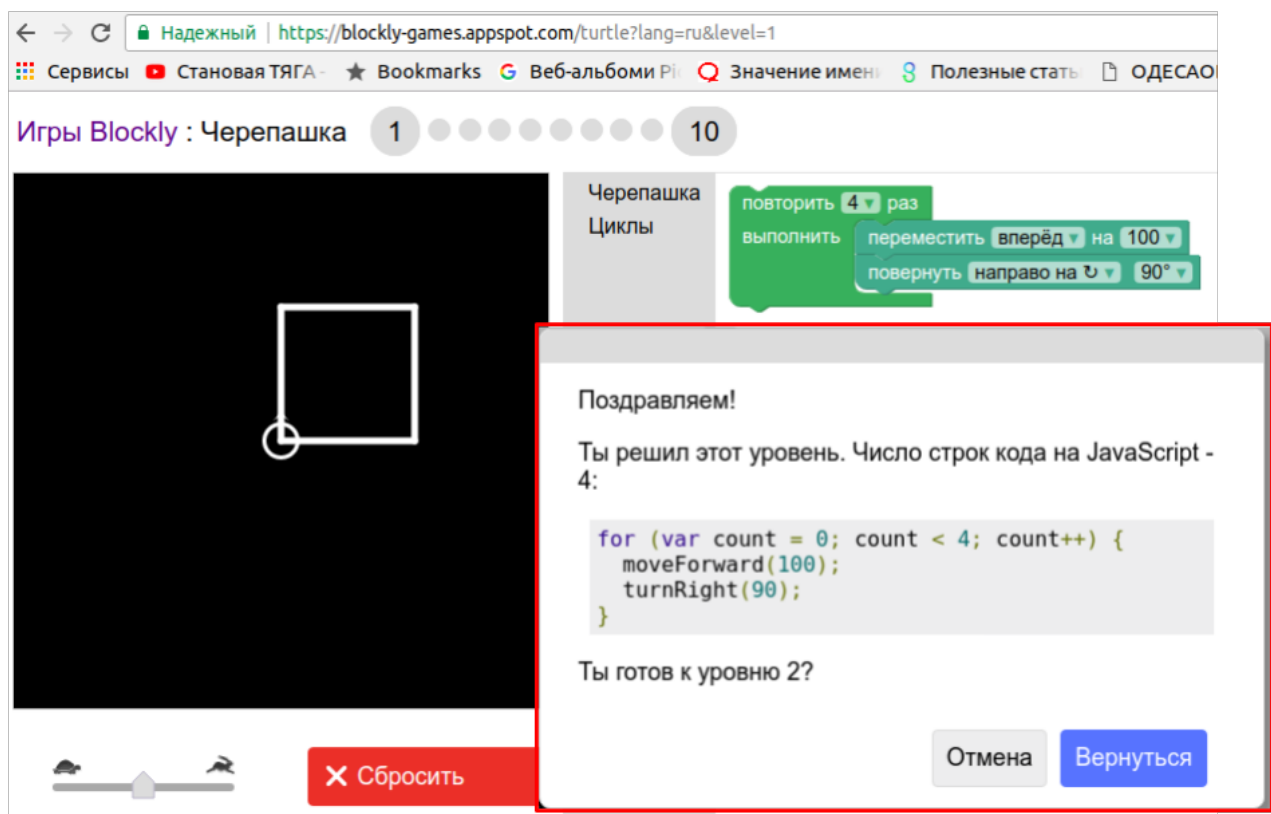 Надежный | https://blockly-games.appspot.com/turtle?lang=ru&level=1
Сервисы Становая ТЯГА - Bookmarks Веб-альбоми Pic Значение имени Полезные стать ОДЕСАО
Игры Blockly : Черепашка 1 10
Черепашка
Циклы
повторить 4 раз
выполнить переместить вперёд на 100
повернуть направо на ↻ 90°
Поздравляем!
Ты решил этот уровень. Число строк кода на JavaScript -
4:
for (var count = 0; count < 4; count++) {
moveForward(100);
turnRight(90);
}
Ты готов к уровню 2?
Отмена Вернуться
Сбросить